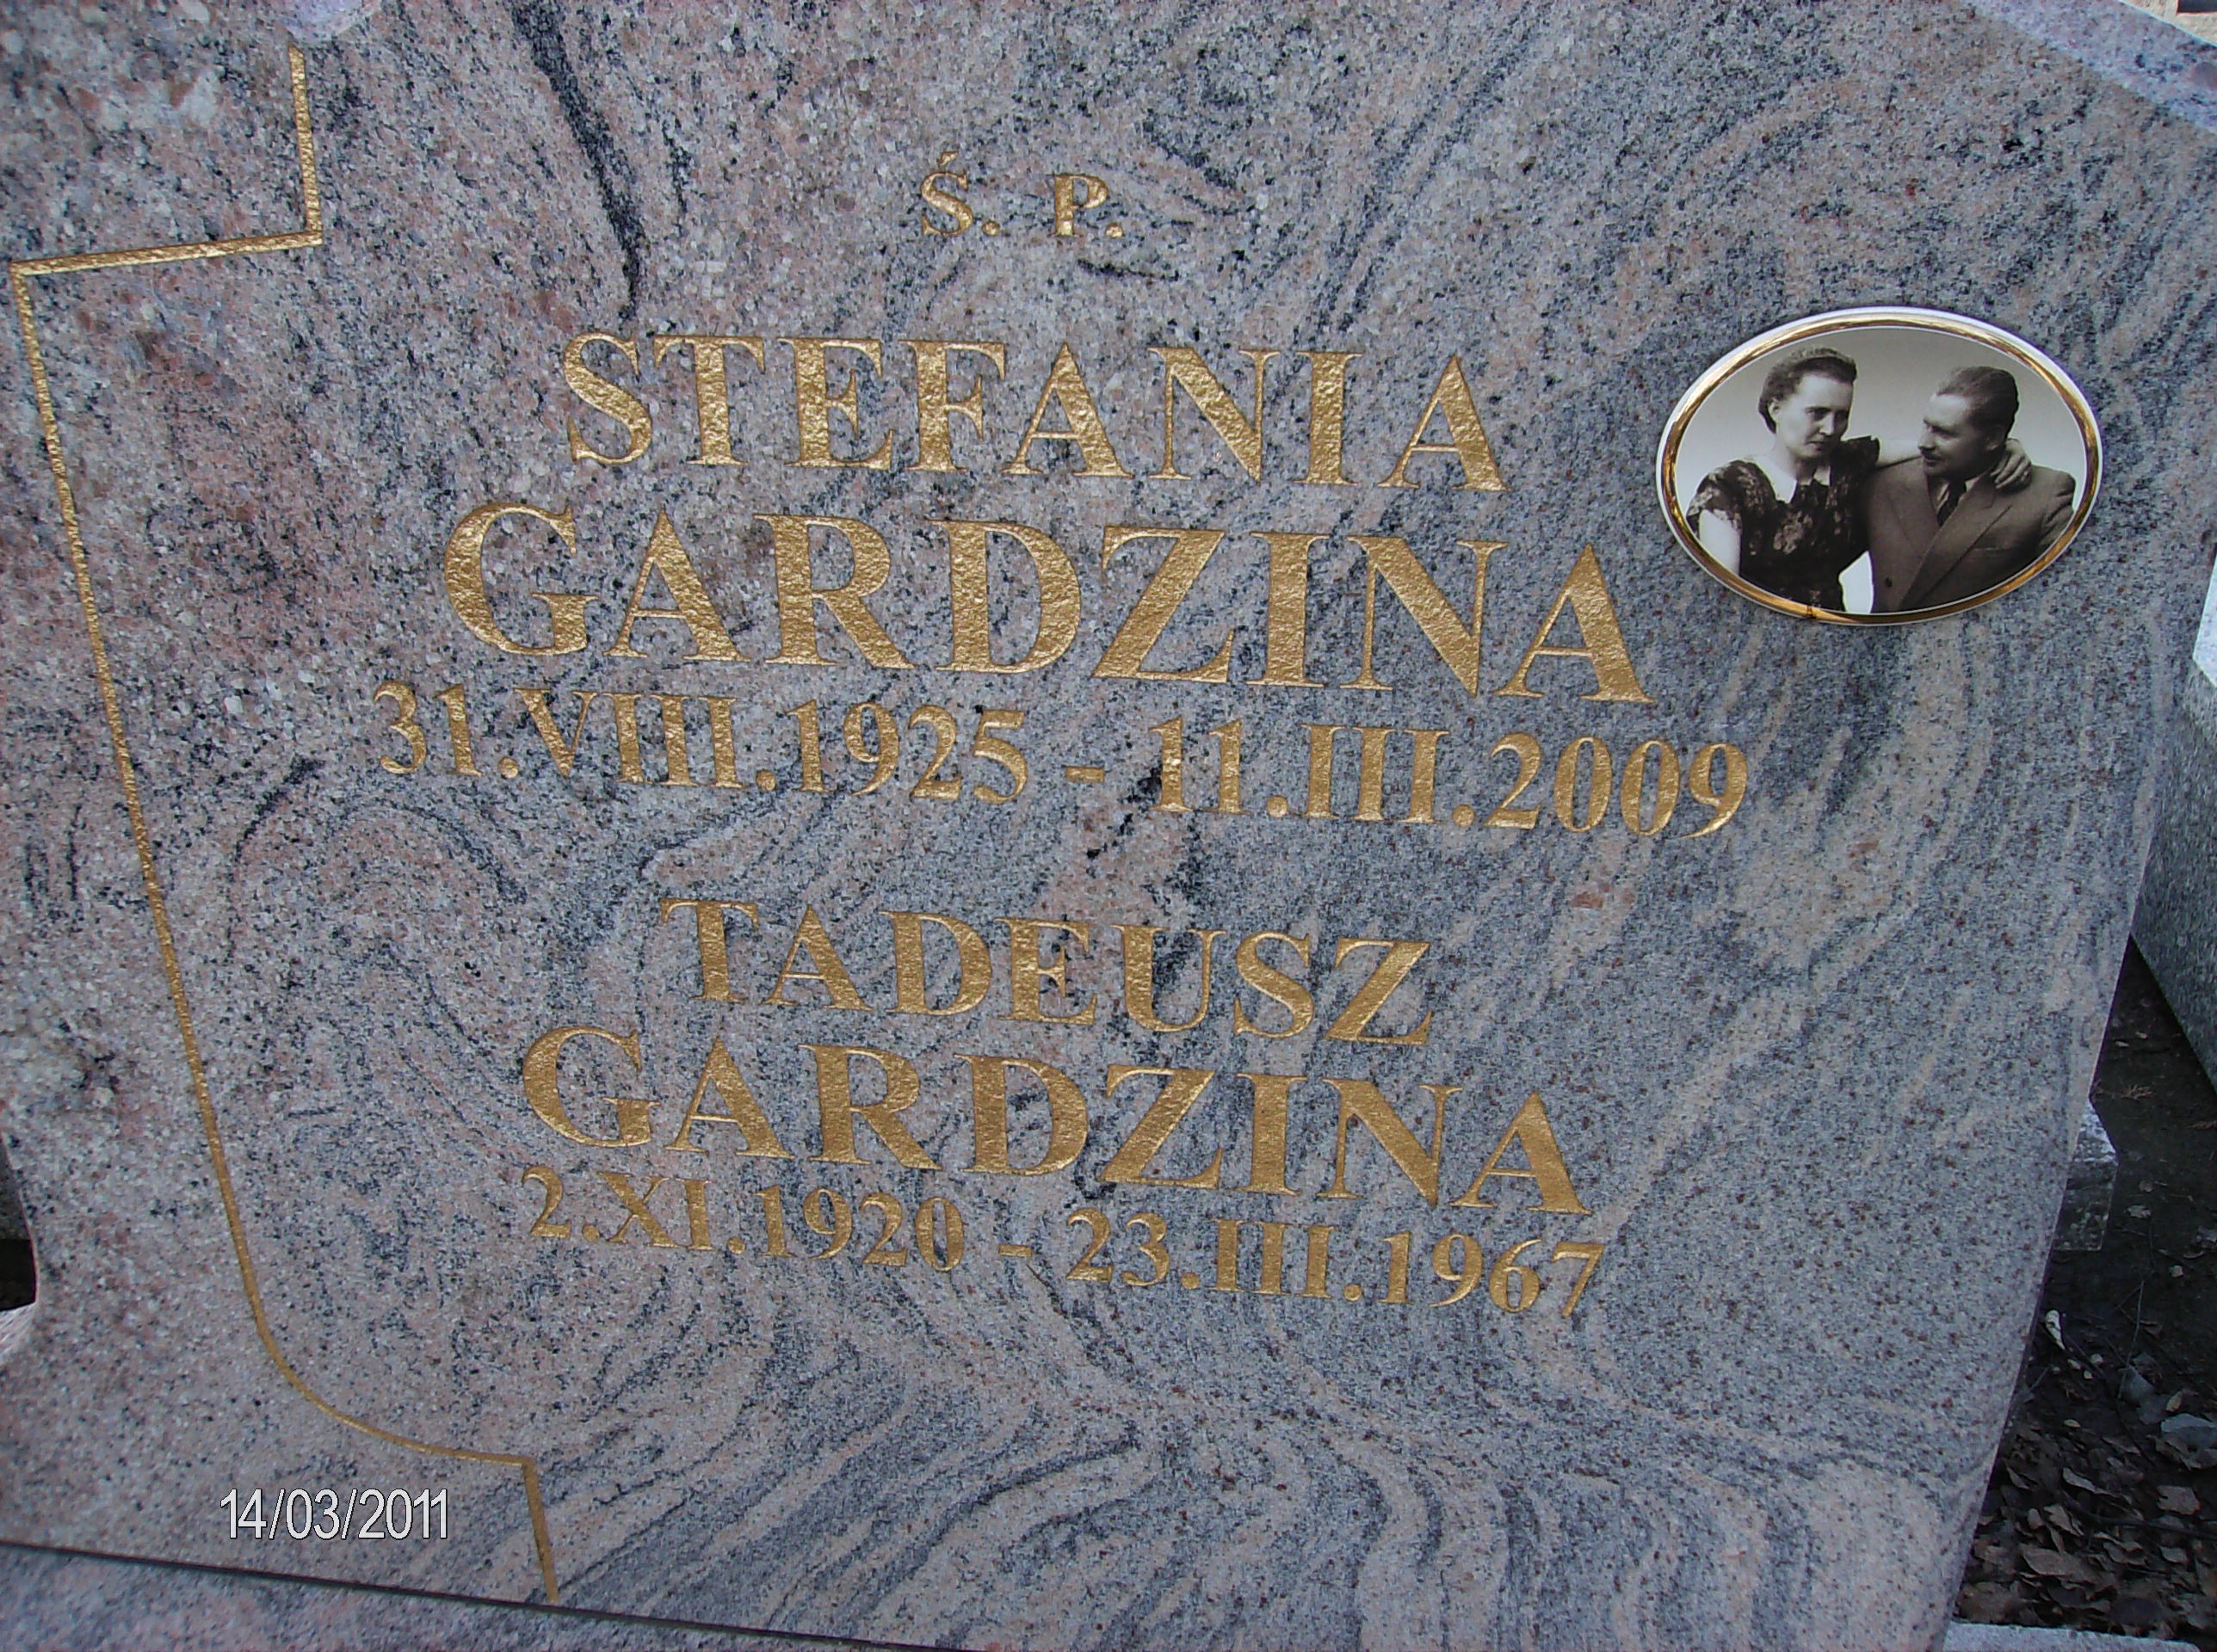 Ś. P.
STEFANIA
GARDZINA
31.VIII.1925 - 11.III.2009
TADEUSZ
GARDZINA
2.XI.1920 - 23.III.1967
14/03/2011